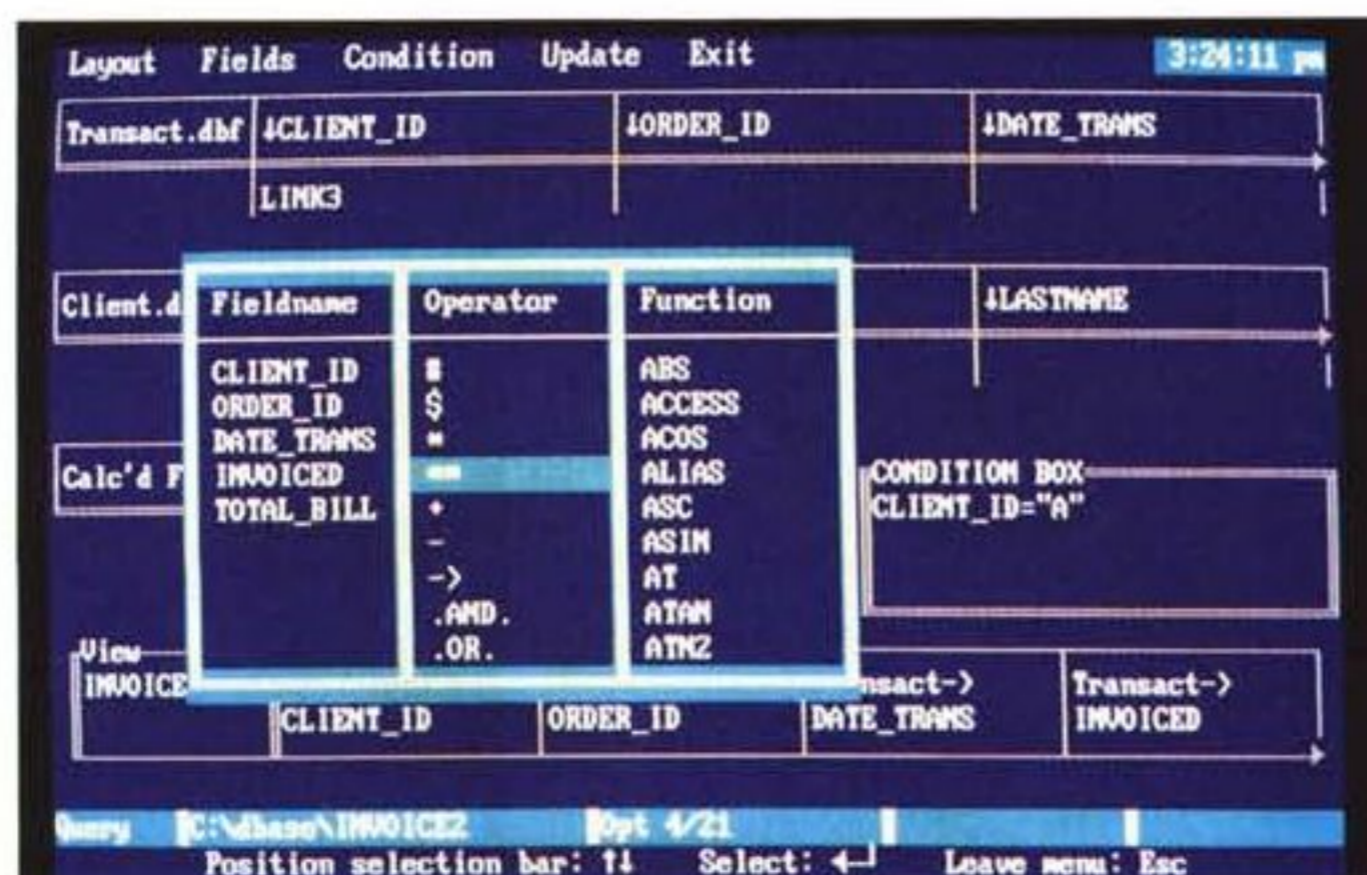 Layout Fields Condition Update Exit 3:24:11 pm
Transact.dbf ↓CLIENT_ID ↓ORDER_ID ↓DATE_TRANS
LINK3
Client.d ↓LASTNAME
Fieldname Operator Function
CLIENT_ID # ABS
ORDER_ID $ ACCESS
DATE_TRANS * ACOS
INVOICED ** ALIAS
TOTAL_BILL + ASC
- ASIN
-> AT
.AND. ATAN
.OR. ATN2
Calc'd F
CONDITION BOX
CLIENT_ID="A"
View
INVOICE nsact-> Transact->
CLIENT_ID ORDER_ID DATE_TRANS INVOICED
Query C:\dbase\INVOICE2 Opt 4/21
Position selection bar: ↑↓ Select: ↵ Leave menu: Esc